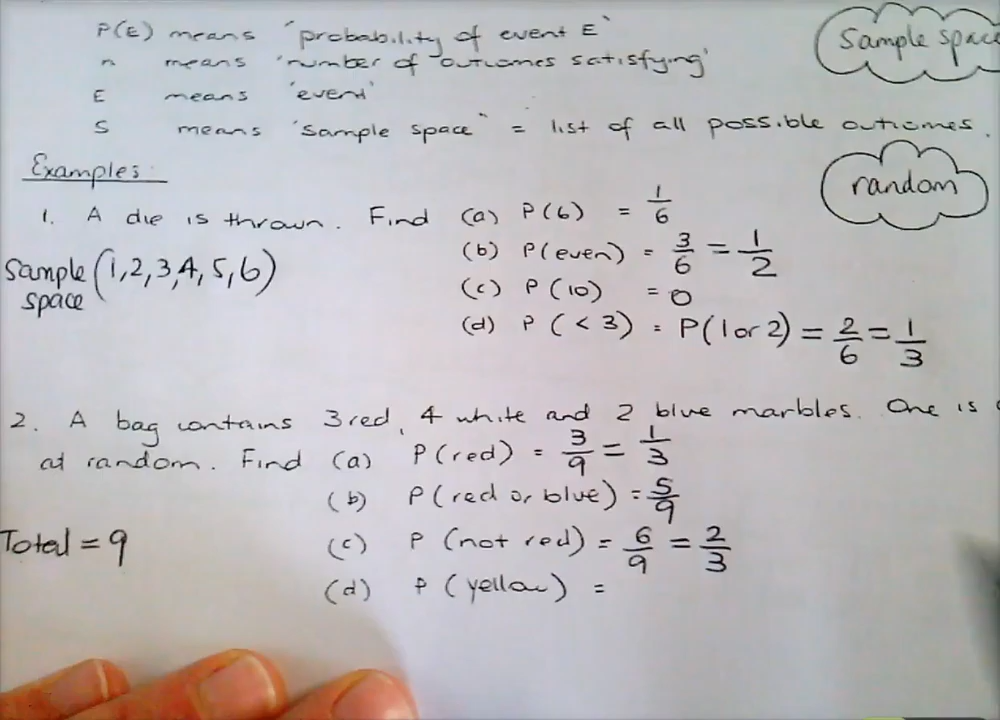 P(E) means 'probability of event E'
n means 'number of outcomes satisfying'
Sample space
E means 'event'
S means 'sample space' = list of all possible outcomes.
Examples:
random
1. A die is thrown. Find (a) P(6) = 1/6
(b) P(even) = 3/6 = 1/2
Sample space (1,2,3,4,5,6)
(c) P(10) = 0
(d) P(<3) = P(1 or 2) = 2/6 = 1/3
2. A bag contains 3 red, 4 white and 2 blue marbles. One is
at random. Find (a) P(red) = 3/9 = 1/3
(b) P(red or blue) = 5/9
Total = 9
(c) P(not red) = 6/9 = 2/3
(d) P(yellow) =